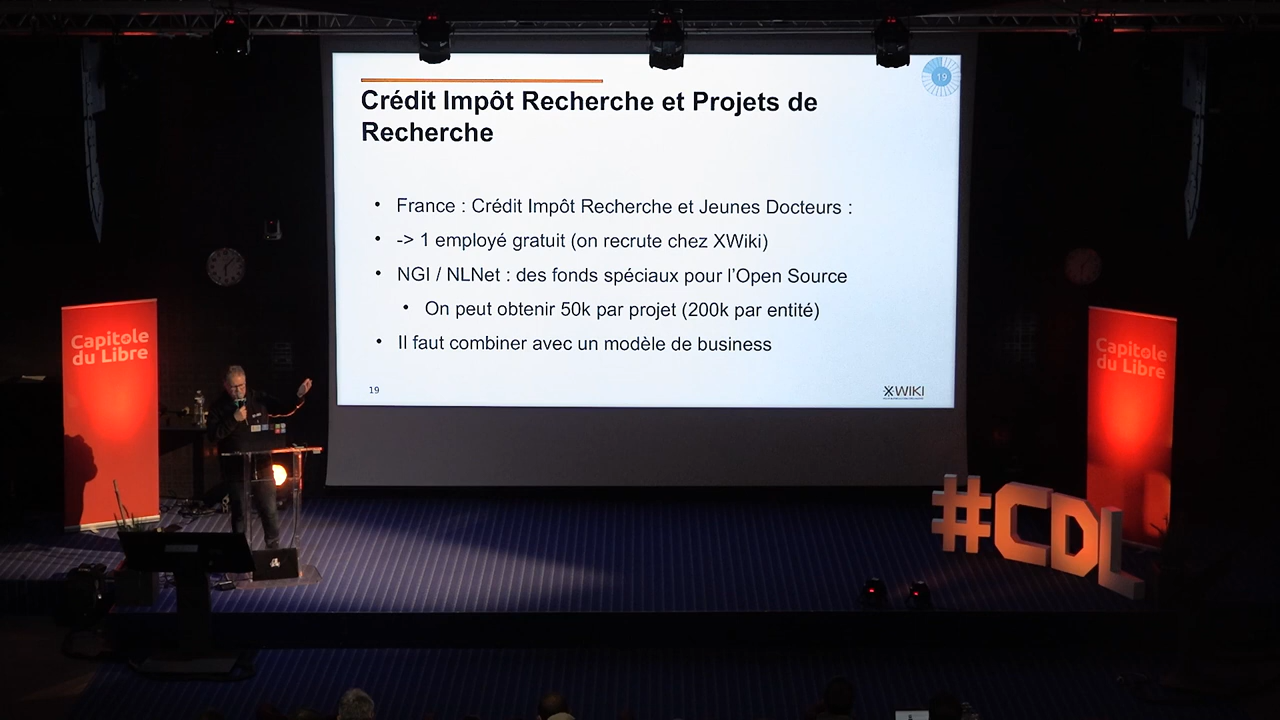 19
Crédit Impôt Recherche et Projets de
Recherche
• France : Crédit Impôt Recherche et Jeunes Docteurs :
• -> 1 employé gratuit (on recrute chez XWiki)
• NGI / NLNet : des fonds spéciaux pour l’Open Source
• On peut obtenir 50k par projet (200k par entité)
• Il faut combiner avec un modèle de business
19
XWIKI
Capitole
du Libre
Capitole
du Libre
#CDL